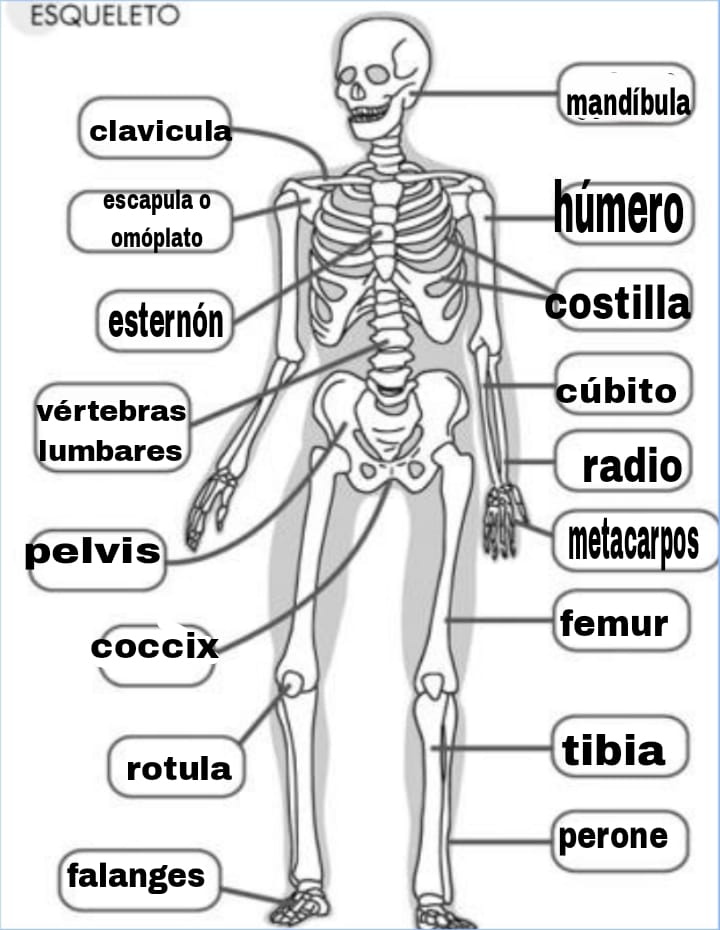 ESQUELETO
mandíbula
clavicula
escapula o
omóplato
húmero
esternón
costilla
vértebras
lumbares
cúbito
radio
pelvis
metacarpos
coccix
femur
rotula
tibia
falanges
perone